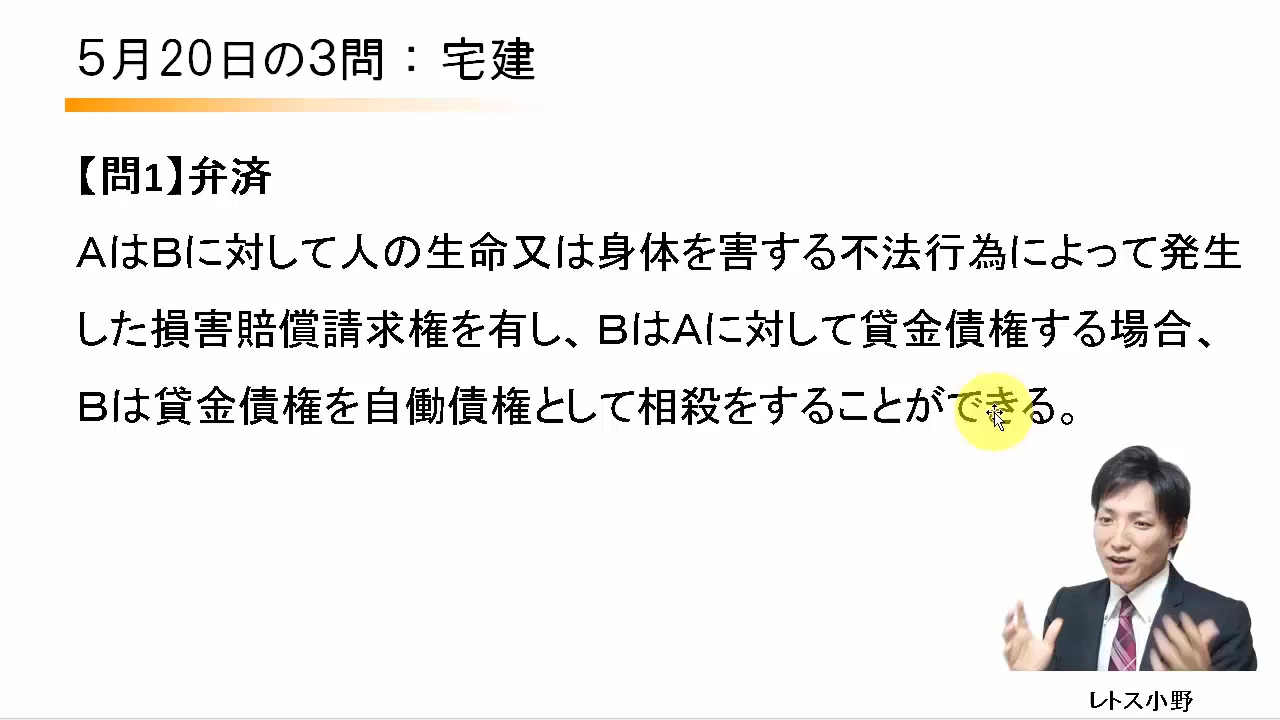 5月20日の3問：宅建
【問1】弁済
AはBに対して人の生命又は身体を害する不法行為によって発生
した損害賠償請求権を有し、BはAに対して貸金債権する場合、
Bは貸金債権を自働債権として相殺をすることができる。
レトス小野